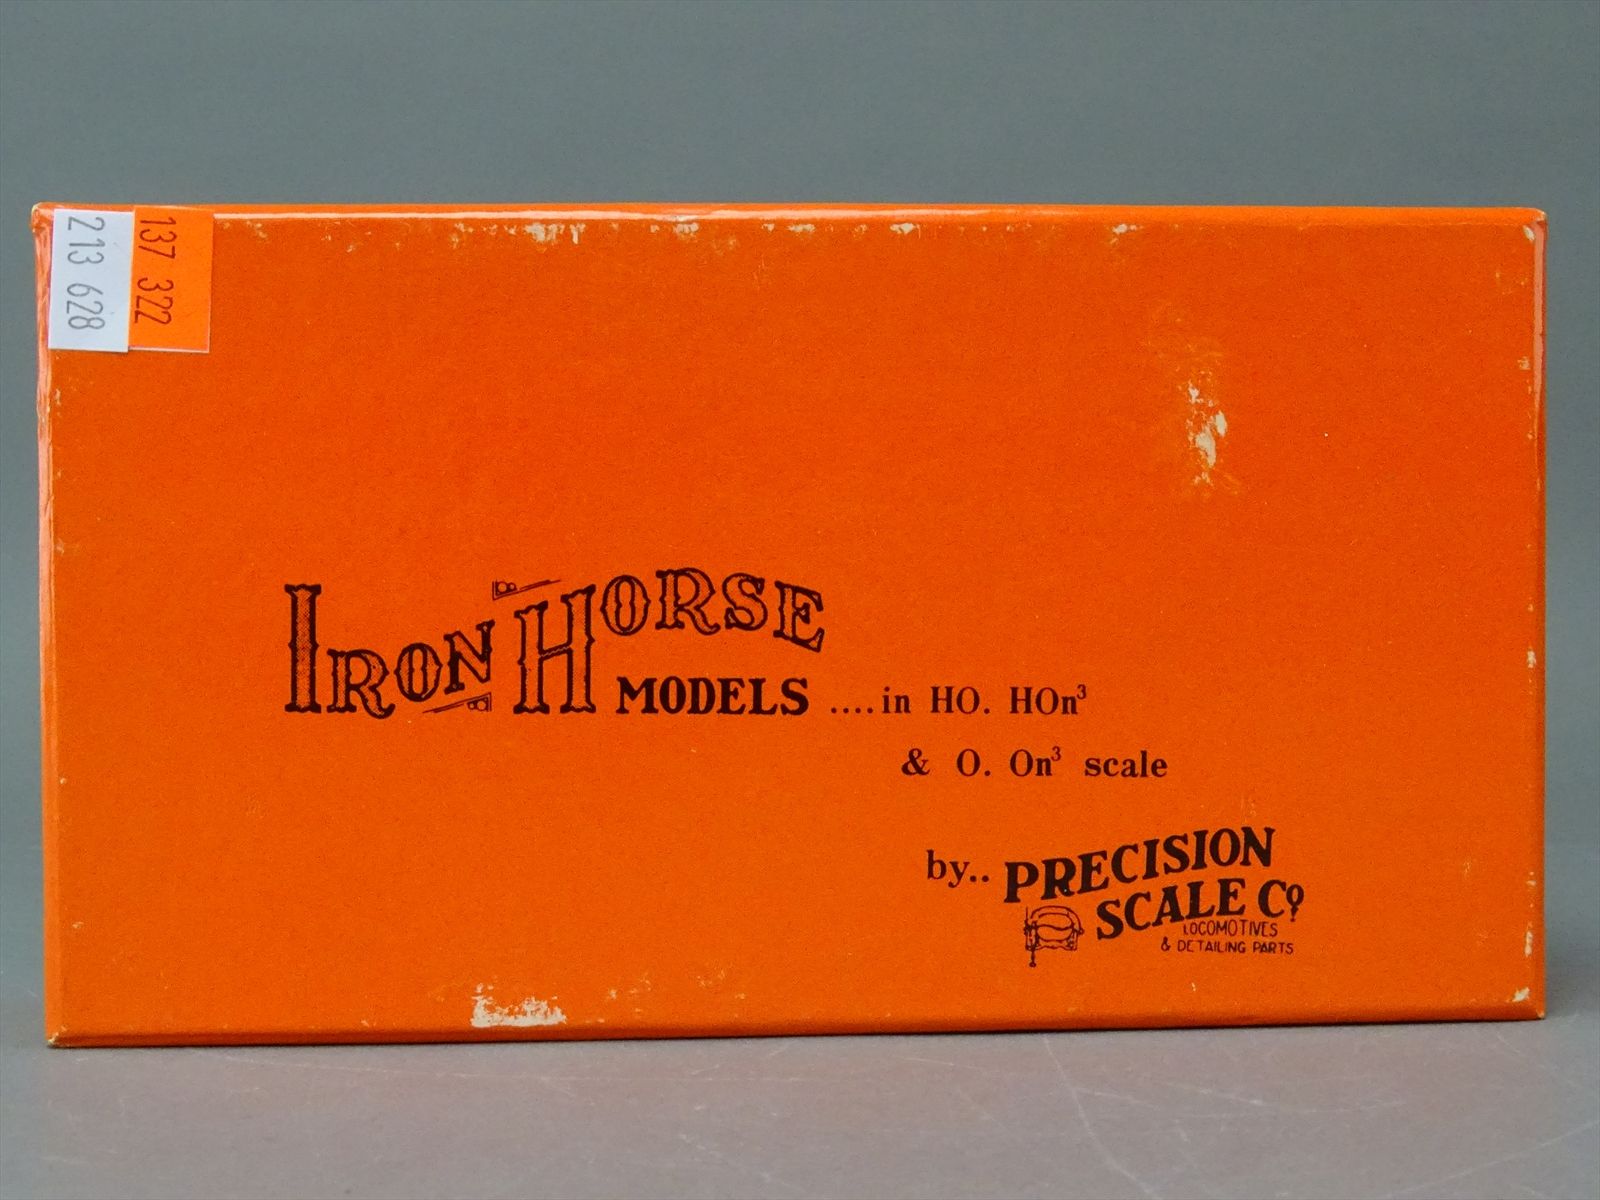 137 322
213 628
IRON HORSE
MODELS ....in HO. HOn³
& O. On³ scale
by.. PRECISION
SCALE Co.
LOCOMOTIVES
& DETAILING PARTS